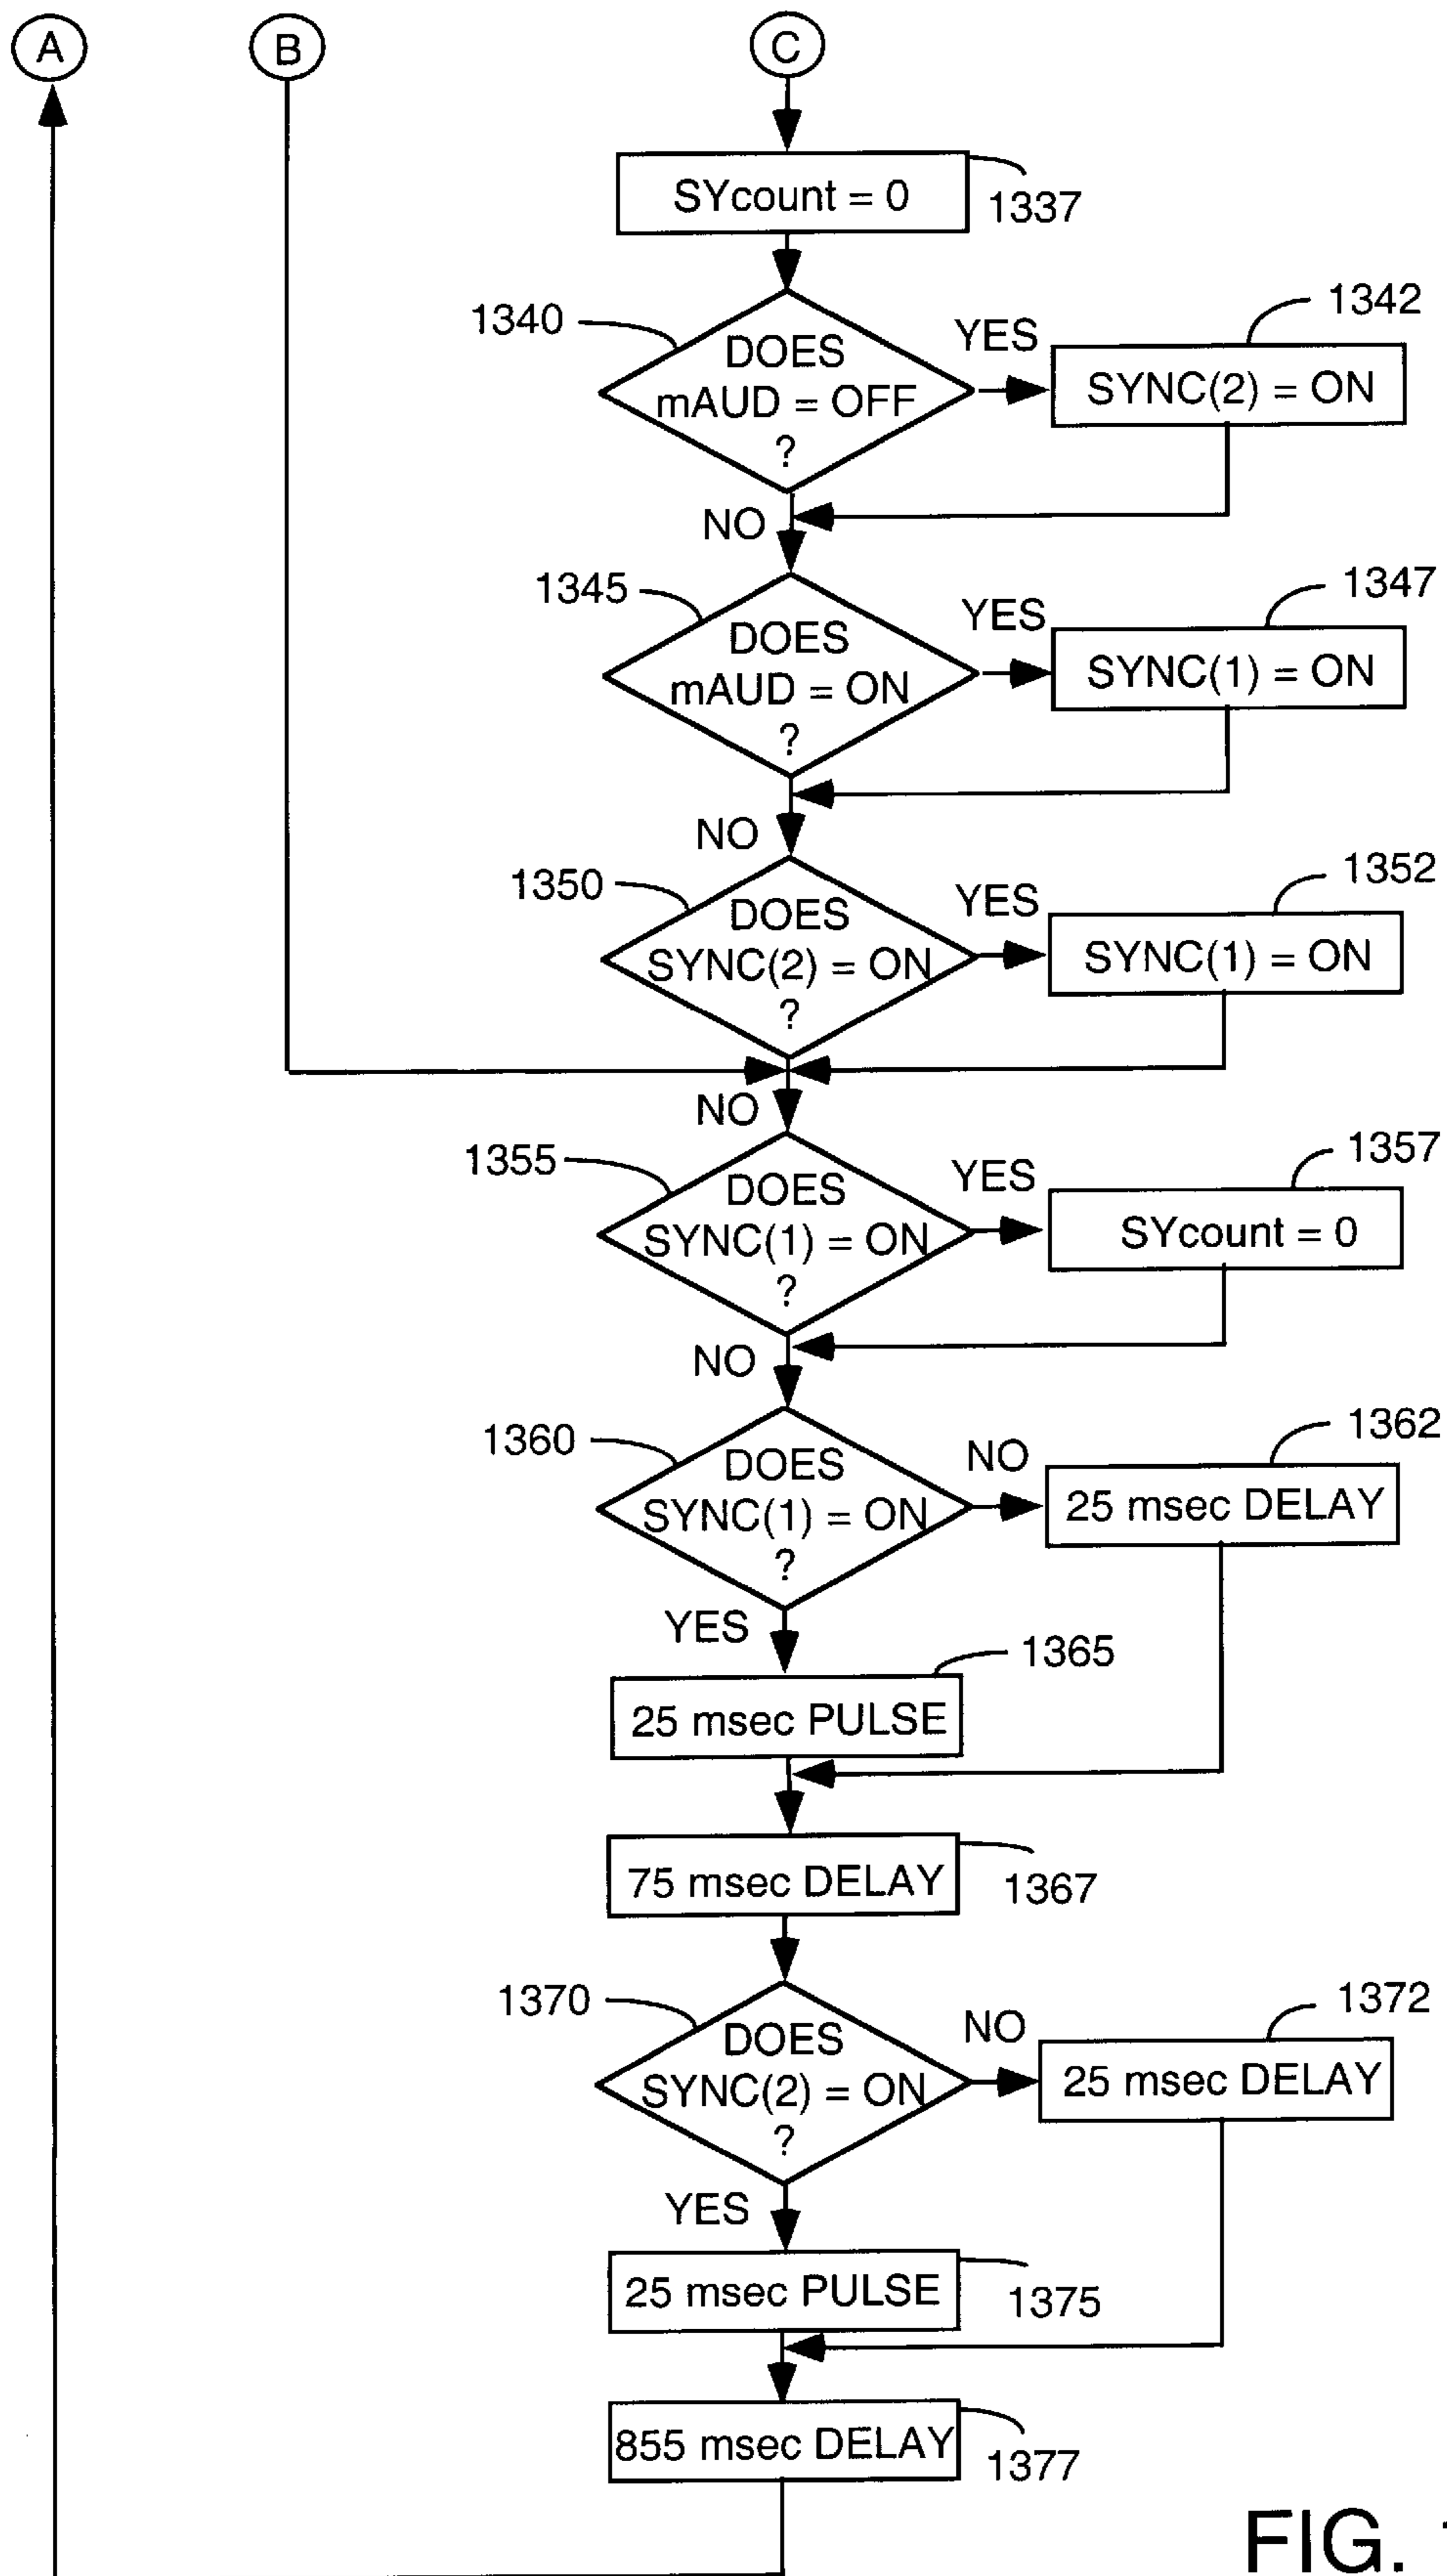 A
B
C
SYcount = 0
1337
1340
DOES
mAUD = OFF
?
YES
1342
SYNC(2) = ON
NO
1345
DOES
mAUD = ON
?
YES
1347
SYNC(1) = ON
NO
1350
DOES
SYNC(2) = ON
?
YES
1352
SYNC(1) = ON
NO
1355
DOES
SYNC(1) = ON
?
YES
1357
SYcount = 0
NO
1360
DOES
SYNC(1) = ON
?
NO
1362
25 msec DELAY
YES
1365
25 msec PULSE
75 msec DELAY
1367
1370
DOES
SYNC(2) = ON
?
NO
1372
25 msec DELAY
YES
25 msec PULSE
1375
855 msec DELAY
1377
FIG.